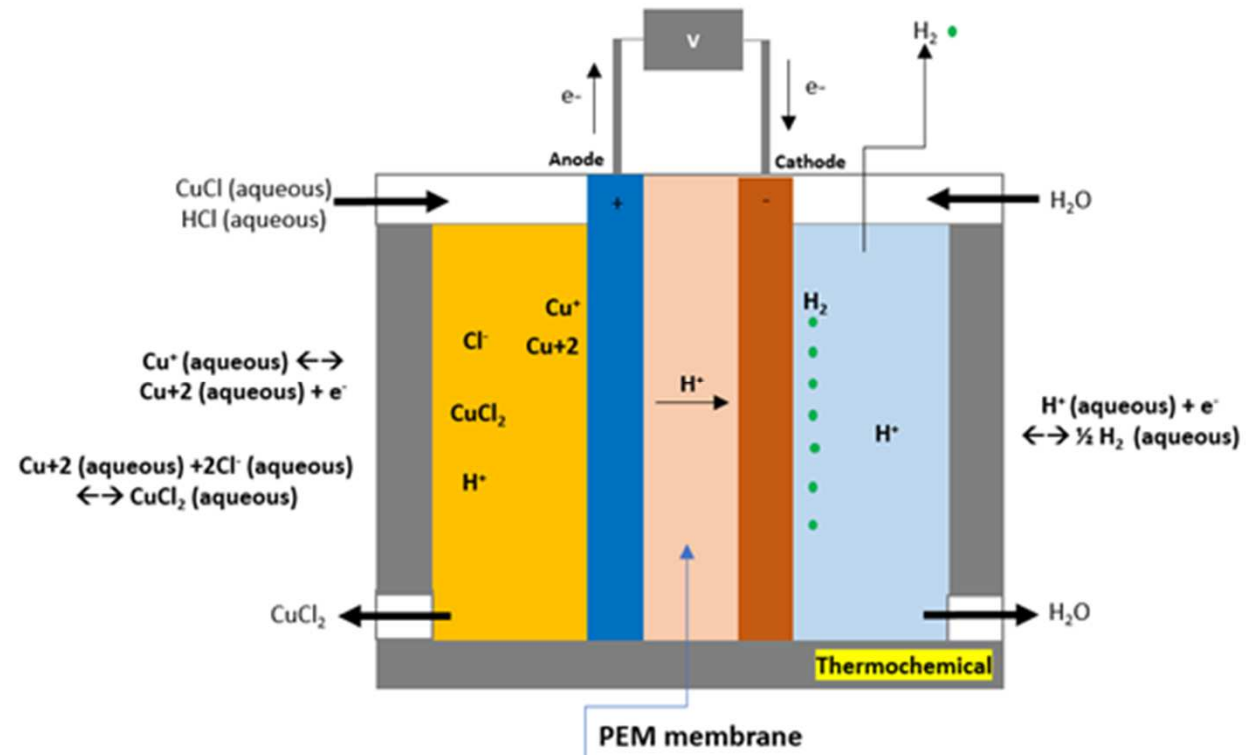 V
H₂
e-
e-
Anode
Cathode
CuCl (aqueous)
HCl (aqueous)
+
-
H₂O
Cu⁺
H₂
Cl⁻
Cu+2
Cu⁺ (aqueous) ←→
Cu+2 (aqueous) + e⁻
H⁺
CuCl₂
H⁺ (aqueous) + e⁻
←→ ½ H₂ (aqueous)
H⁺
Cu+2 (aqueous) +2Cl⁻ (aqueous)
←→ CuCl₂ (aqueous)
H⁺
CuCl₂
H₂O
Thermochemical
PEM membrane